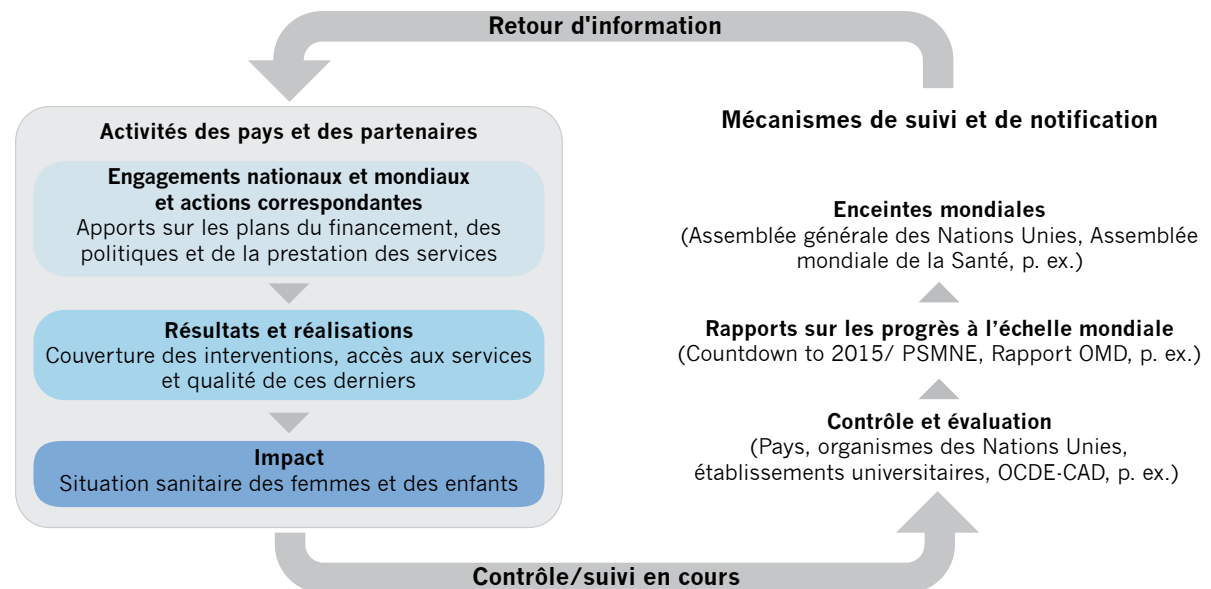 Retour d'information
Activités des pays et des partenaires
Engagements nationaux et mondiaux
et actions correspondantes
Apports sur les plans du financement, des
politiques et de la prestation des services
Résultats et réalisations
Couverture des interventions, accès aux services
et qualité de ces derniers
Impact
Situation sanitaire des femmes et des enfants
Mécanismes de suivi et de notification
Enceintes mondiales
(Assemblée générale des Nations Unies, Assemblée
mondiale de la Santé, p. ex.)
Rapports sur les progrès à l’échelle mondiale
(Countdown to 2015/ PSMNE, Rapport OMD, p. ex.)
Contrôle et évaluation
(Pays, organismes des Nations Unies,
établissements universitaires, OCDE-CAD, p. ex.)
Contrôle/suivi en cours